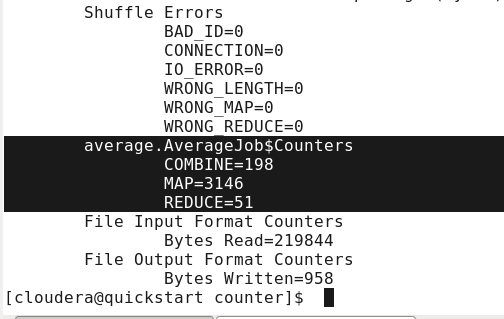 Shuffle Errors
BAD_ID=0
CONNECTION=0
IO_ERROR=0
WRONG_LENGTH=0
WRONG_MAP=0
WRONG_REDUCE=0
average.AverageJob$Counters
COMBINE=198
MAP=3146
REDUCE=51
File Input Format Counters
Bytes Read=219844
File Output Format Counters
Bytes Written=958
[cloudera@quickstart counter]$